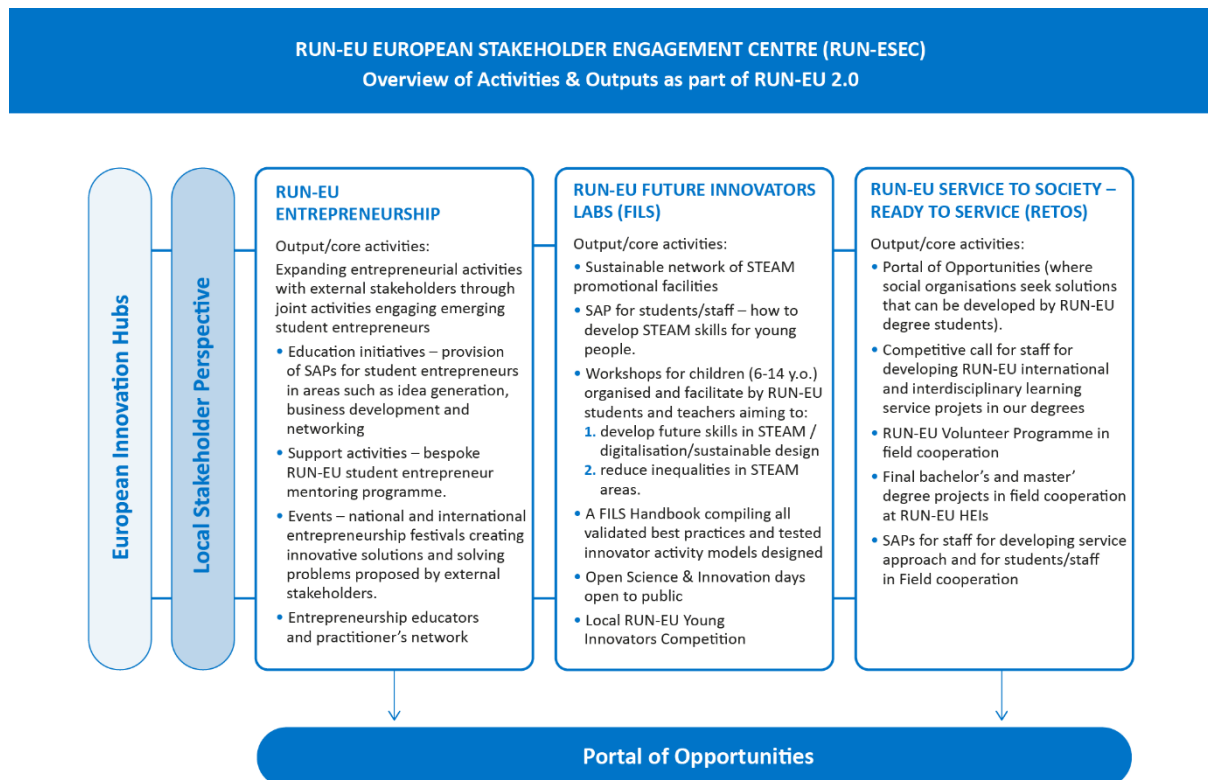 RUN-EU EUROPEAN STAKEHOLDER ENGAGEMENT CENTRE (RUN-ESEC)
Overview of Activities & Outputs as part of RUN-EU 2.0
European Innovation Hubs
Local Stakeholder Perspective
RUN-EU
ENTREPRENEURSHIP
Output/core activities:
Expanding entrepreneurial activities
with external stakeholders through
joint activities engaging emerging
student entrepreneurs
• Education initiatives – provision
of SAPs for student entrepreneurs
in areas such as idea generation,
business development and
networking
• Support activities – bespoke
RUN-EU student entrepreneur
mentoring programme.
• Events – national and international
entrepreneurship festivals creating
innovative solutions and solving
problems proposed by external
stakeholders.
• Entrepreneurship educators
and practitioner's network
RUN-EU FUTURE INNOVATORS
LABS (FILS)
Output/core activities:
• Sustainable network of STEAM
promotional facilities
• SAP for students/staff – how to
develop STEAM skills for young
people.
• Workshops for children (6-14 y.o.)
organised and facilitate by RUN-EU
students and teachers aiming to:
1. develop future skills in STEAM /
digitalisation/sustainable design
2. reduce inequalities in STEAM
areas.
• A FILS Handbook compiling all
validated best practices and tested
innovator activity models designed
• Open Science & Innovation days
open to public
• Local RUN-EU Young
Innovators Competition
RUN-EU SERVICE TO SOCIETY –
READY TO SERVICE (RETOS)
Output/core activities:
• Portal of Opportunities (where
social organisations seek solutions
that can be developed by RUN-EU
degree students).
• Competitive call for staff for
developing RUN-EU international
and interdisciplinary learning
service projets in our degrees
• RUN-EU Volunteer Programme in
field cooperation
• Final bachelor's and master'
degree projects in field cooperation
at RUN-EU HEIs
• SAPs for staff for developing service
approach and for students/staff
in Field cooperation
Portal of Opportunities